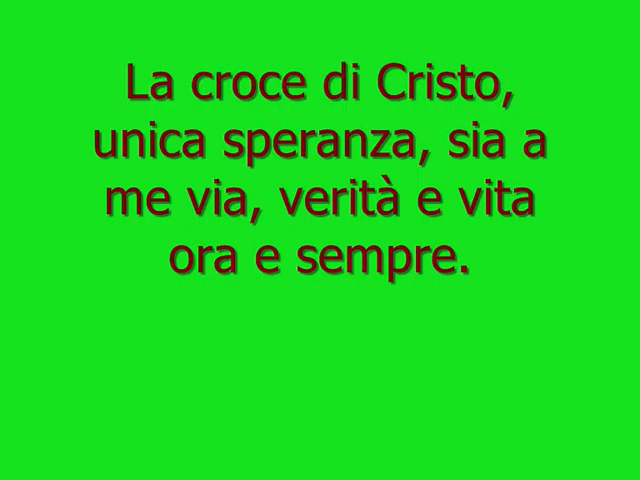 La croce di Cristo,
unica speranza, sia a
me via, verità e vita
ora e sempre.